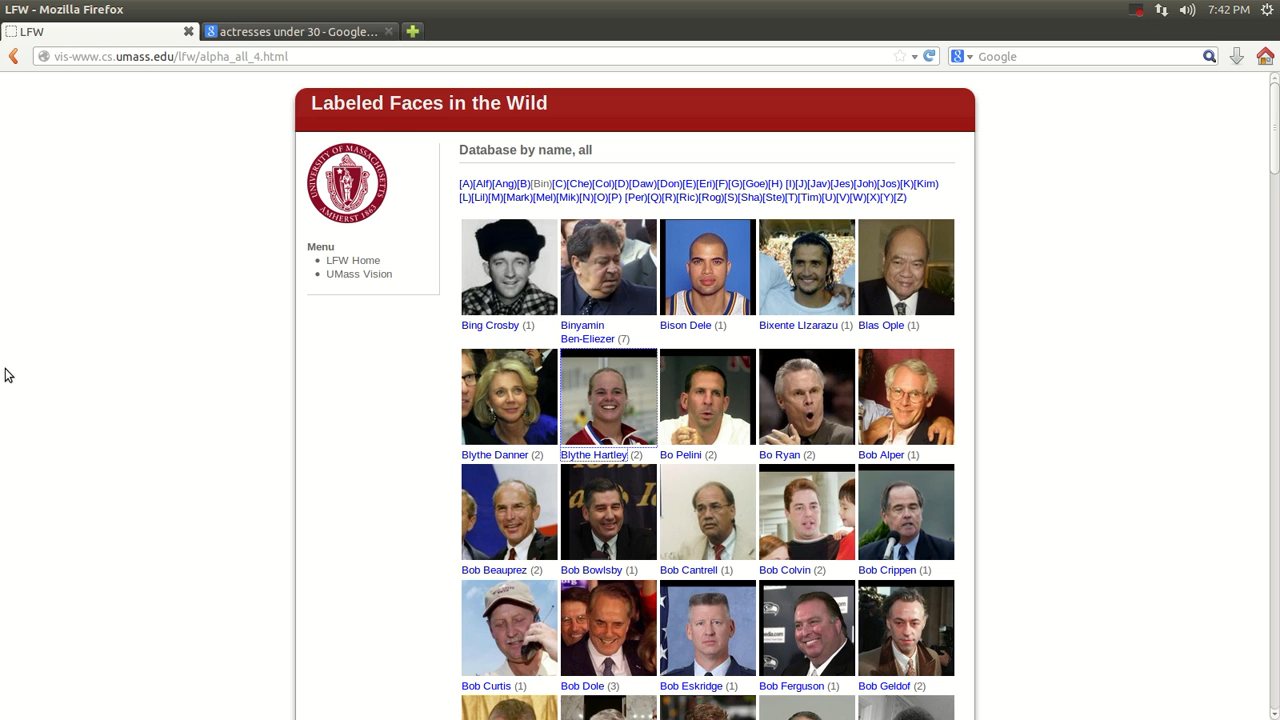 LFW - Mozilla Firefox
7:42 PM
LFW
actresses under 30 - Google...
vis-www.cs.umass.edu/lfw/alpha_all_4.html
Google
Labeled Faces in the Wild
UNIVERSITY OF MASSACHUSETTS
AMHERST 1863
Menu
LFW Home
UMass Vision
Database by name, all
[A)[Alf)[Ang)[B)[Bin)[C)[Che)[Col)[D)[Daw)[Don)[E)[Eri)[F)[G)[Goe)[H) [I)[J)[Jav)[Jes)[Joh)[Jos)[K)[Kim)
[L)[Lil)[M)[Mark)[Mel)[Mik)[N)[O)[P) [Per)[Q)[R)[Ric)[Rog)[S)[Sha)[Ste)[T)[Tim)[U)[V)[W)[X)[Y)[Z)
Bing Crosby (1)
Binyamin
Ben-Eliezer (7)
Bison Dele (1)
Bixente LIzarazu (1)
Blas Ople (1)
Blythe Danner (2)
Blythe Hartley (2)
Bo Pelini (2)
Bo Ryan (2)
Bob Alper (1)
Bob Beauprez (2)
Bob Bowlsby (1)
Bob Cantrell (1)
Bob Colvin (2)
Bob Crippen (1)
Bob Curtis (1)
Bob Dole (3)
Bob Eskridge (1)
Bob Ferguson (1)
Bob Geldof (2)